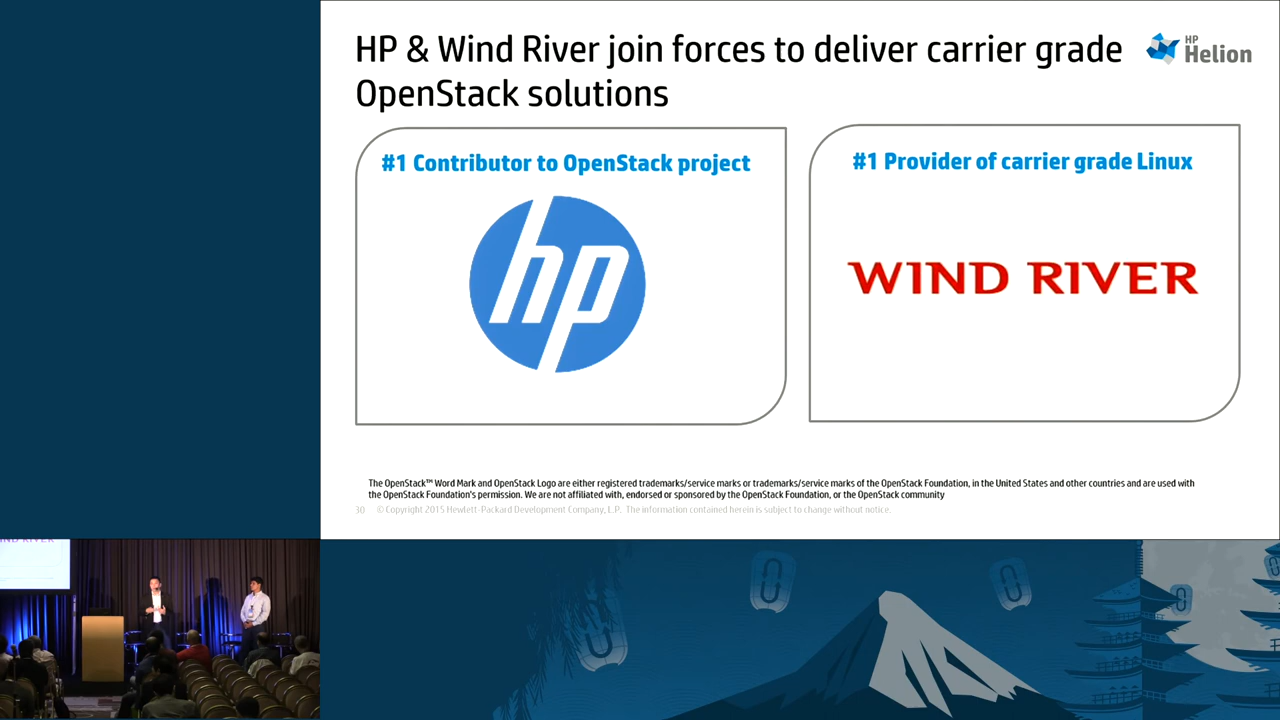 HP & Wind River join forces to deliver carrier grade
OpenStack solutions
HP
Helion
#1 Contributor to OpenStack project
hp
#1 Provider of carrier grade Linux
WIND RIVER
The OpenStack™ Word Mark and OpenStack Logo are either registered trademarks/service marks or trademarks/service marks of the OpenStack Foundation, in the United States and other countries and are used with
the OpenStack Foundation's permission. We are not affiliated with, endorsed or sponsored by the OpenStack Foundation, or the OpenStack community
30 © Copyright 2015 Hewlett-Packard Development Company, L.P. The information contained herein is subject to change without notice.